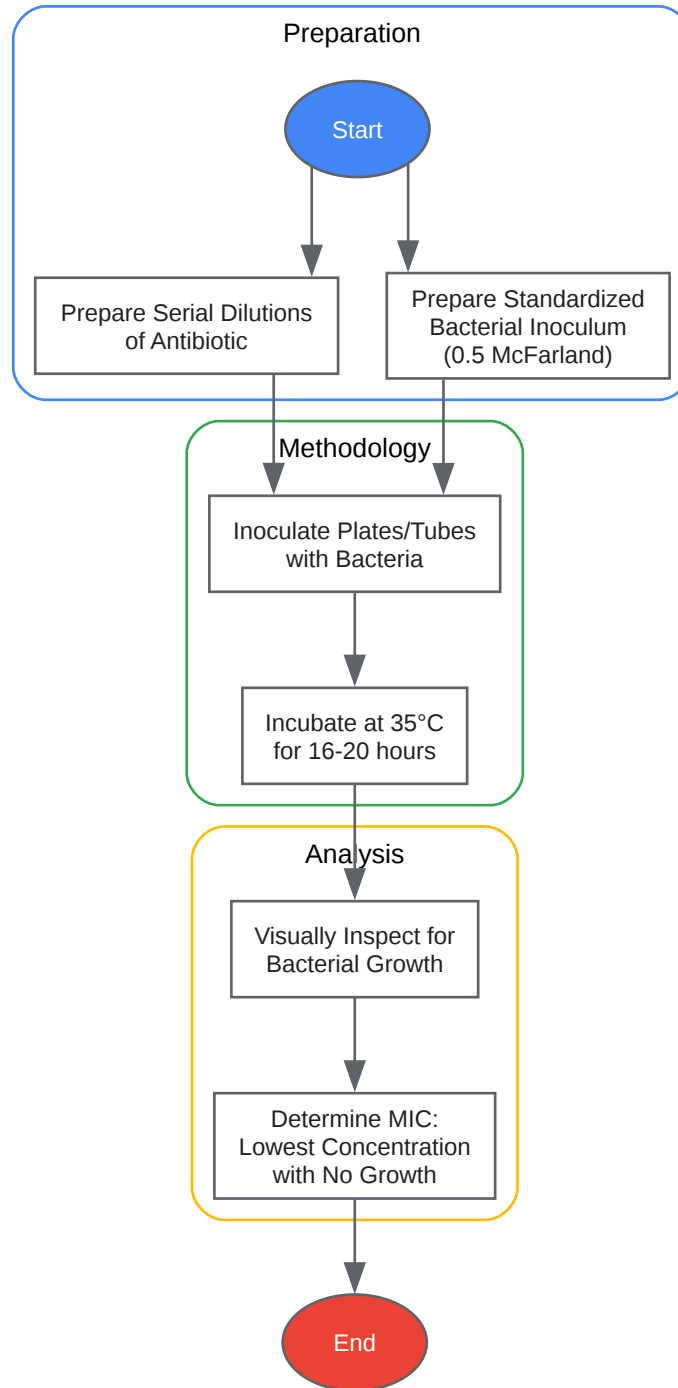 Preparation
Start
Prepare Serial Dilutions
of Antibiotic
Prepare Standardized
Bacterial Inoculum
(0.5 McFarland)
Methodology
Inoculate Plates/Tubes
with Bacteria
Incubate at 35°C
for 16-20 hours
Analysis
Visually Inspect for
Bacterial Growth
Determine MIC:
Lowest Concentration
with No Growth
End